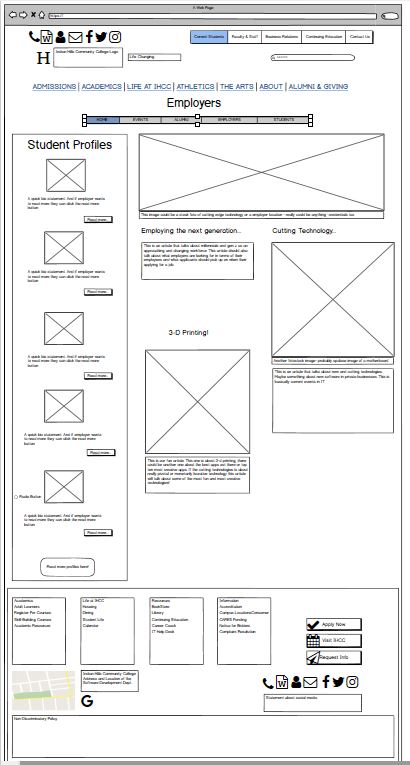 A Web Page
https://
Current Students
Faculty & Staff
Business Relations
Continuing Education
Contact Us
H
Indian Hills Community College Logo
Life Changing
Search
ADMISSIONS | ACADEMICS | LIFE AT IHCC | ATHLETICS | THE ARTS | ABOUT | ALUMNI & GIVING
Employers
HOME
EVENTS
ALUMNI
EMPLOYERS
STUDENTS
Student Profiles
A quick bio statement. And if employer wants
to read more they can click the read more
button
Read more..
A quick bio statement. And if employer wants
to read more they can click the read more
button
Read more..
A quick bio statement. And if employer wants
to read more they can click the read more
button
Read more..
A quick bio statement. And if employer wants
to read more they can click the read more
button
Read more..
Radio Button
A quick bio statement. And if employer wants
to read more they can click the read more
button
Read more..
Read more profiles here!
This image could be a stock foto of cutting edge technology or a employer location - really could be anything -credentials too
Employing the next generation..
This is an article that talks about millennials and gen z as an
approaching and changing workforce. This article should also
talk about what employers are looking for in terms of their
employees and what applicants should pick up on when their
applying for a job
Cutting Technology..
3-D Printing!
This is an article that talks about new and cutting technologies.
Maybe something about new software in private businesses. This is
basically current events in IT
This is our fun article. This one is about 3-d printing, there
could be another one about the best apps out there or top
ten most creative apps. If the cutting technologies is about
really pivotal or monetarily lucrative technology this article
will talk about some of the most fun and most creative
technologies!
Academics
Adult Learners
Register For Courses
Skill-Building Courses
Academic Resources
Life at IHCC
Housing
Dining
Student Life
Calendar
Resources
BookStore
Library
Continuing Education
Career Coach
IT Help Desk
Information
Accreditation
Campus Locations/Concerns
CARES Funding
Notice for Bidders
Complaint Resolution
Apply Now
Visit IHCC
Request Info
Indian Hills Community College
Address and Location of the
Software Development Dept
G
Statement about social media
Non-Discriminatory Policy